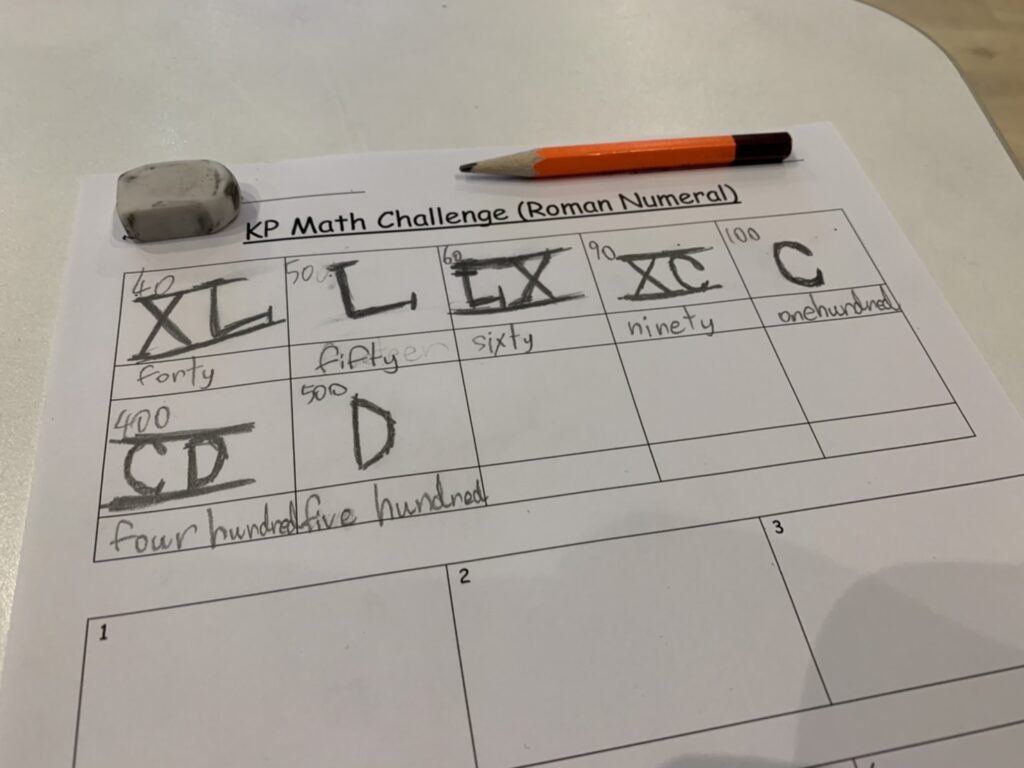 KP Math Challenge (Roman Numeral)
40 50 60 90 100
XL L LX XC C
forty fifty sixty ninety onehundred
400 500
CD D
four hundred five hundred
1 2 3